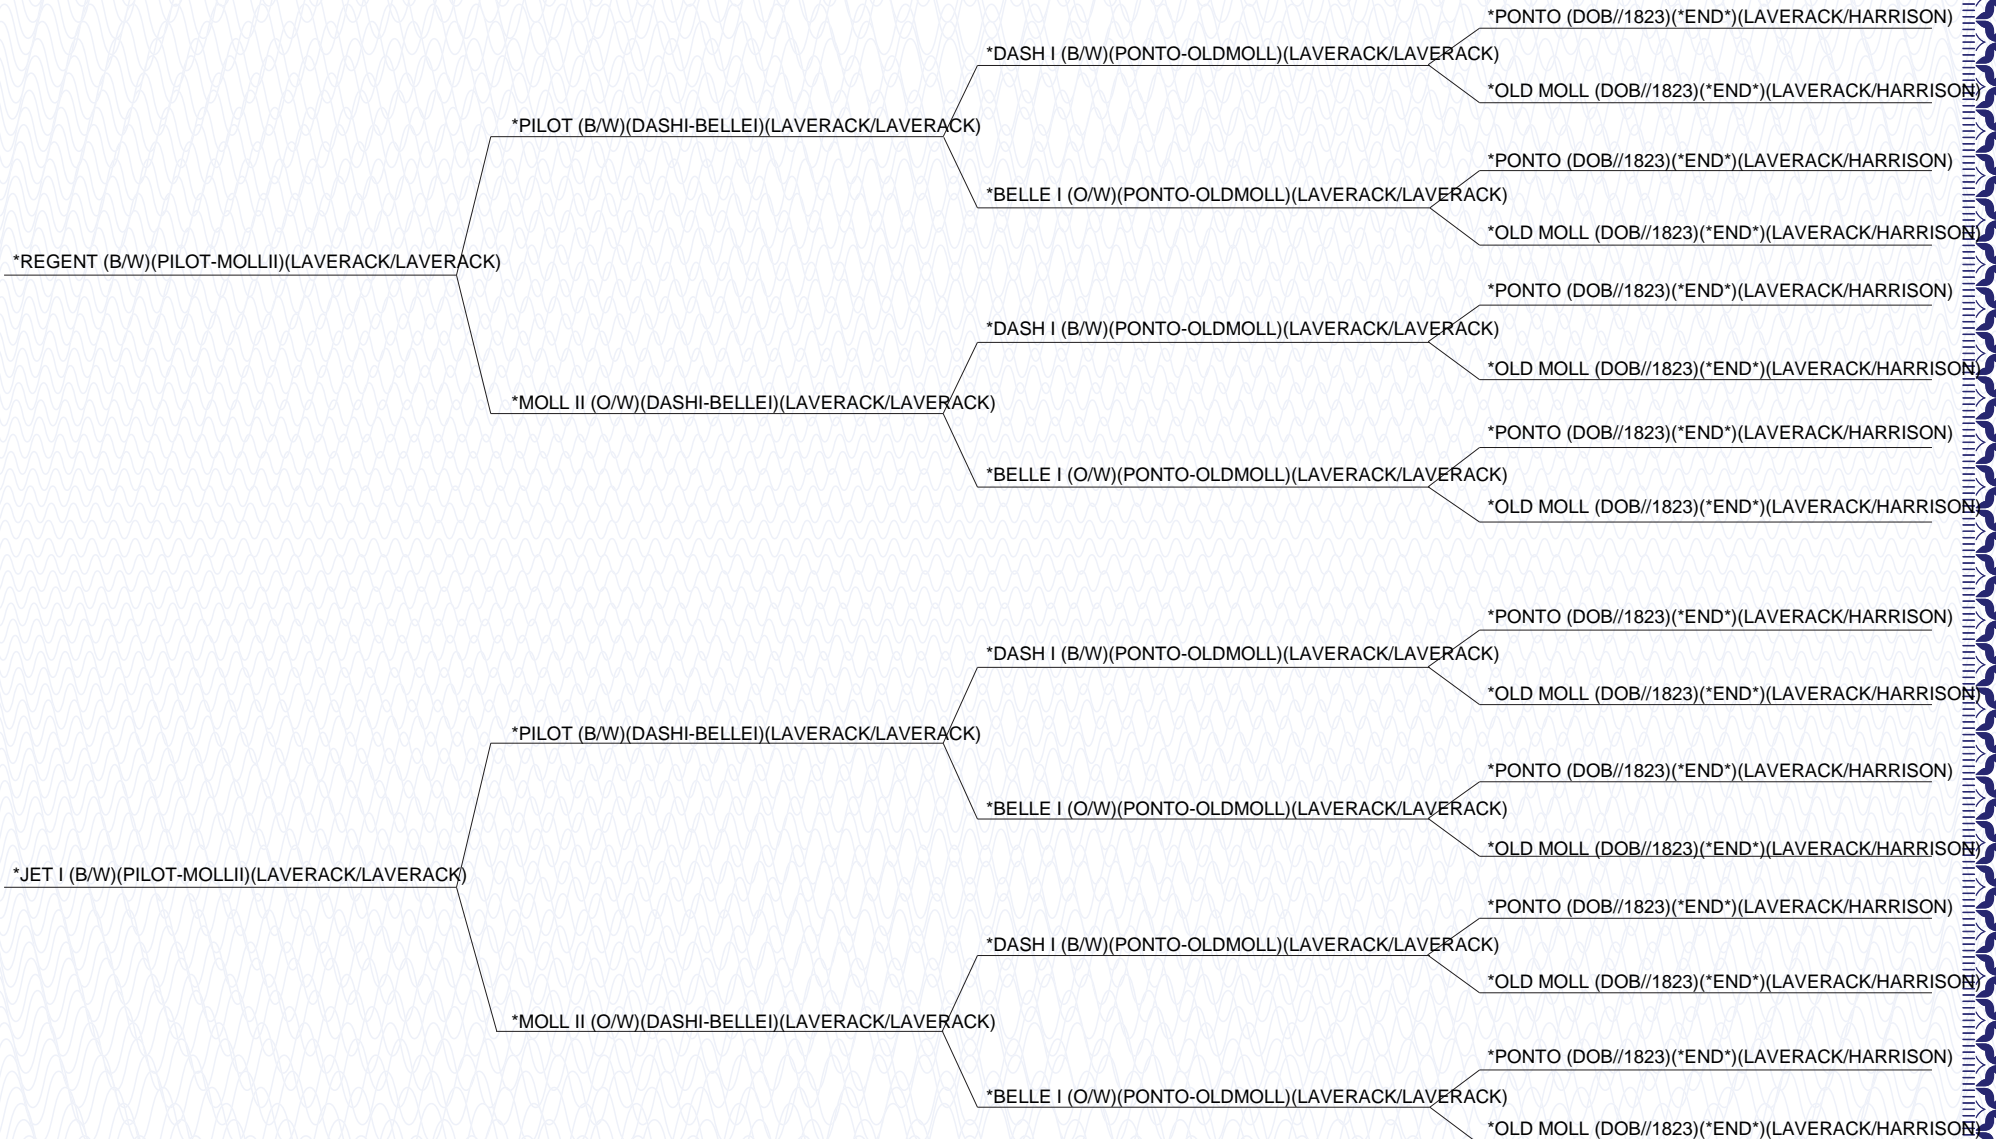 *PONTO (DOB//1823)(*END*)(LAVERACK/HARRISON)
*DASH I (B/W)(PONTO-OLDMOLL)(LAVERACK/LAVERACK)
*OLD MOLL (DOB//1823)(*END*)(LAVERACK/HARRISON)
*PILOT (B/W)(DASHI-BELLEI)(LAVERACK/LAVERACK)
*PONTO (DOB//1823)(*END*)(LAVERACK/HARRISON)
*BELLE I (O/W)(PONTO-OLDMOLL)(LAVERACK/LAVERACK)
*OLD MOLL (DOB//1823)(*END*)(LAVERACK/HARRISON)
*REGENT (B/W)(PILOT-MOLLII)(LAVERACK/LAVERACK)
*PONTO (DOB//1823)(*END*)(LAVERACK/HARRISON)
*DASH I (B/W)(PONTO-OLDMOLL)(LAVERACK/LAVERACK)
*OLD MOLL (DOB//1823)(*END*)(LAVERACK/HARRISON)
*MOLL II (O/W)(DASHI-BELLEI)(LAVERACK/LAVERACK)
*PONTO (DOB//1823)(*END*)(LAVERACK/HARRISON)
*BELLE I (O/W)(PONTO-OLDMOLL)(LAVERACK/LAVERACK)
*OLD MOLL (DOB//1823)(*END*)(LAVERACK/HARRISON)
*PONTO (DOB//1823)(*END*)(LAVERACK/HARRISON)
*DASH I (B/W)(PONTO-OLDMOLL)(LAVERACK/LAVERACK)
*OLD MOLL (DOB//1823)(*END*)(LAVERACK/HARRISON)
*PILOT (B/W)(DASHI-BELLEI)(LAVERACK/LAVERACK)
*PONTO (DOB//1823)(*END*)(LAVERACK/HARRISON)
*BELLE I (O/W)(PONTO-OLDMOLL)(LAVERACK/LAVERACK)
*OLD MOLL (DOB//1823)(*END*)(LAVERACK/HARRISON)
*JET I (B/W)(PILOT-MOLLII)(LAVERACK/LAVERACK)
*PONTO (DOB//1823)(*END*)(LAVERACK/HARRISON)
*DASH I (B/W)(PONTO-OLDMOLL)(LAVERACK/LAVERACK)
*OLD MOLL (DOB//1823)(*END*)(LAVERACK/HARRISON)
*MOLL II (O/W)(DASHI-BELLEI)(LAVERACK/LAVERACK)
*PONTO (DOB//1823)(*END*)(LAVERACK/HARRISON)
*BELLE I (O/W)(PONTO-OLDMOLL)(LAVERACK/LAVERACK)
*OLD MOLL (DOB//1823)(*END*)(LAVERACK/HARRISON)